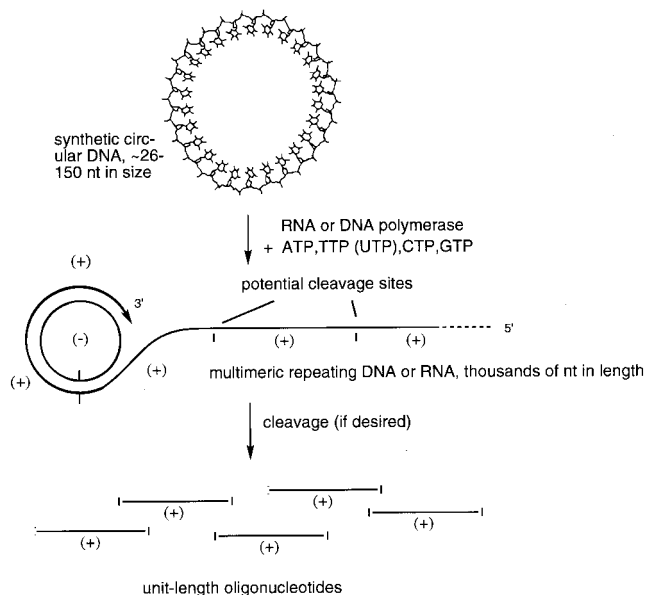 synthetic circ-
ular DNA, ~26-
150 nt in size
RNA or DNA polymerase
+ ATP,TTP (UTP),CTP,GTP
potential cleavage sites
(+)
3'
(-)
5'
(+)
(+)
(+)
(+)
multimeric repeating DNA or RNA, thousands of nt in length
cleavage (if desired)
(+)
(+)
(+)
(+)
(+)
unit-length oligonucleotides